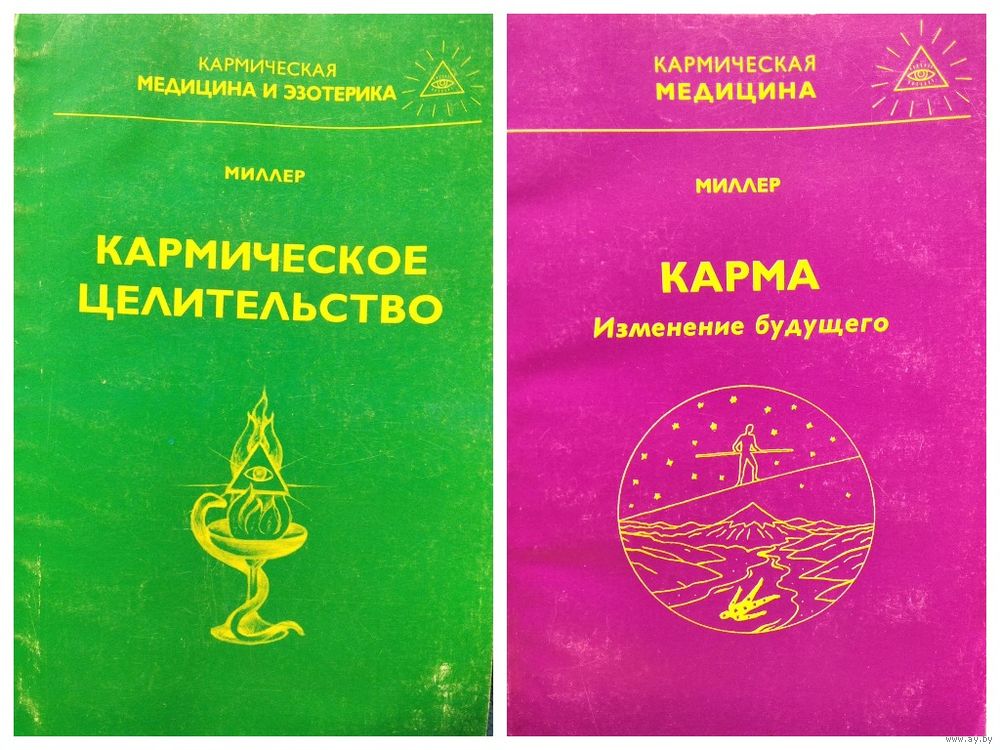 КАРМИЧЕСКАЯ
МЕДИЦИНА И ЭЗОТЕРИКА
МИЛЛЕР
КАРМИЧЕСКОЕ
ЦЕЛИТЕЛЬСТВО
КАРМИЧЕСКАЯ
МЕДИЦИНА
МИЛЛЕР
КАРМА
Изменение будущего
www.ay.by